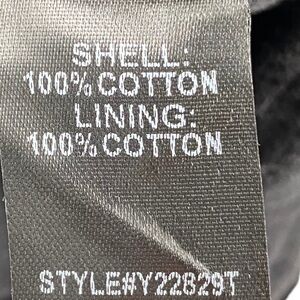 SHELL:
100% COTTON
LINING:
100% COTTON
STYLE#Y22829T